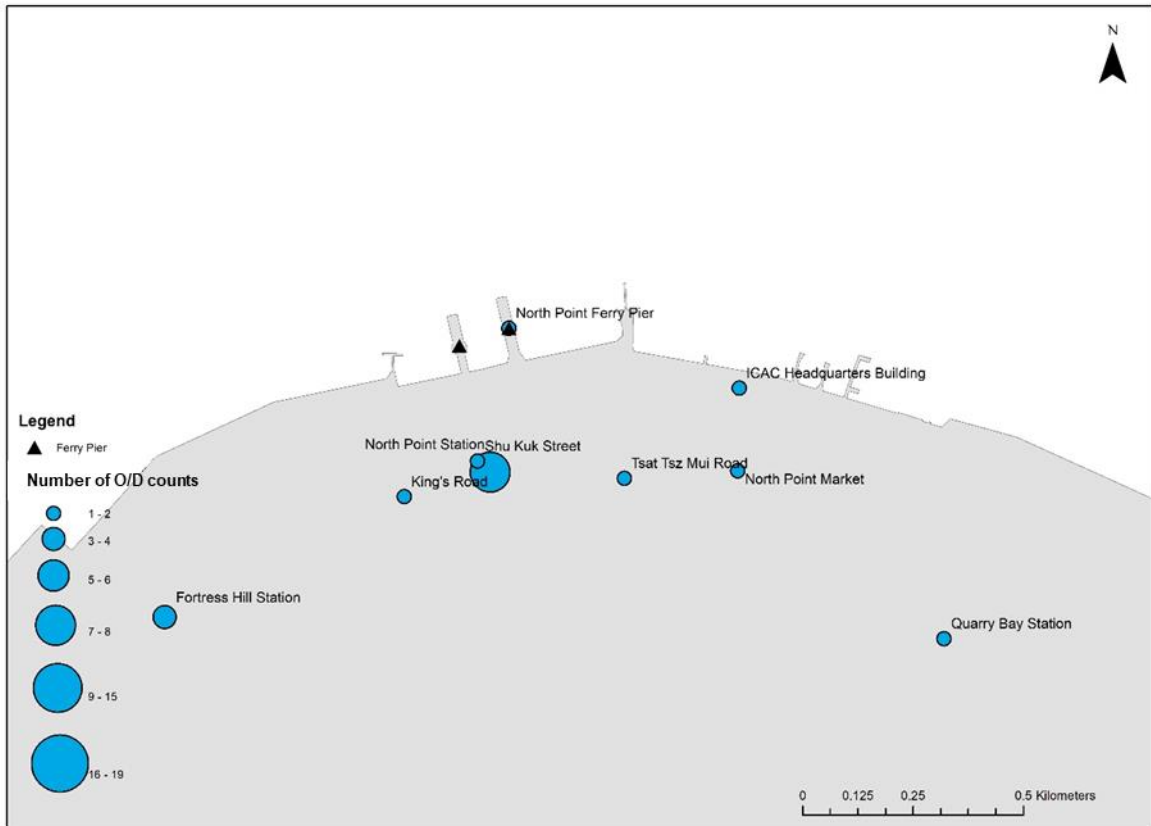 N
North Point Ferry Pier
ICAC Headquarters Building
Legend
Ferry Pier
North Point Station
Shu Kuk Street
Tsat Tsz Mui Road
King's Road
North Point Market
Number of O/D counts
1 - 2
3 - 4
5 - 6
7 - 8
9 - 15
16 - 19
Fortress Hill Station
Quarry Bay Station
0 0.125 0.25 0.5 Kilometers